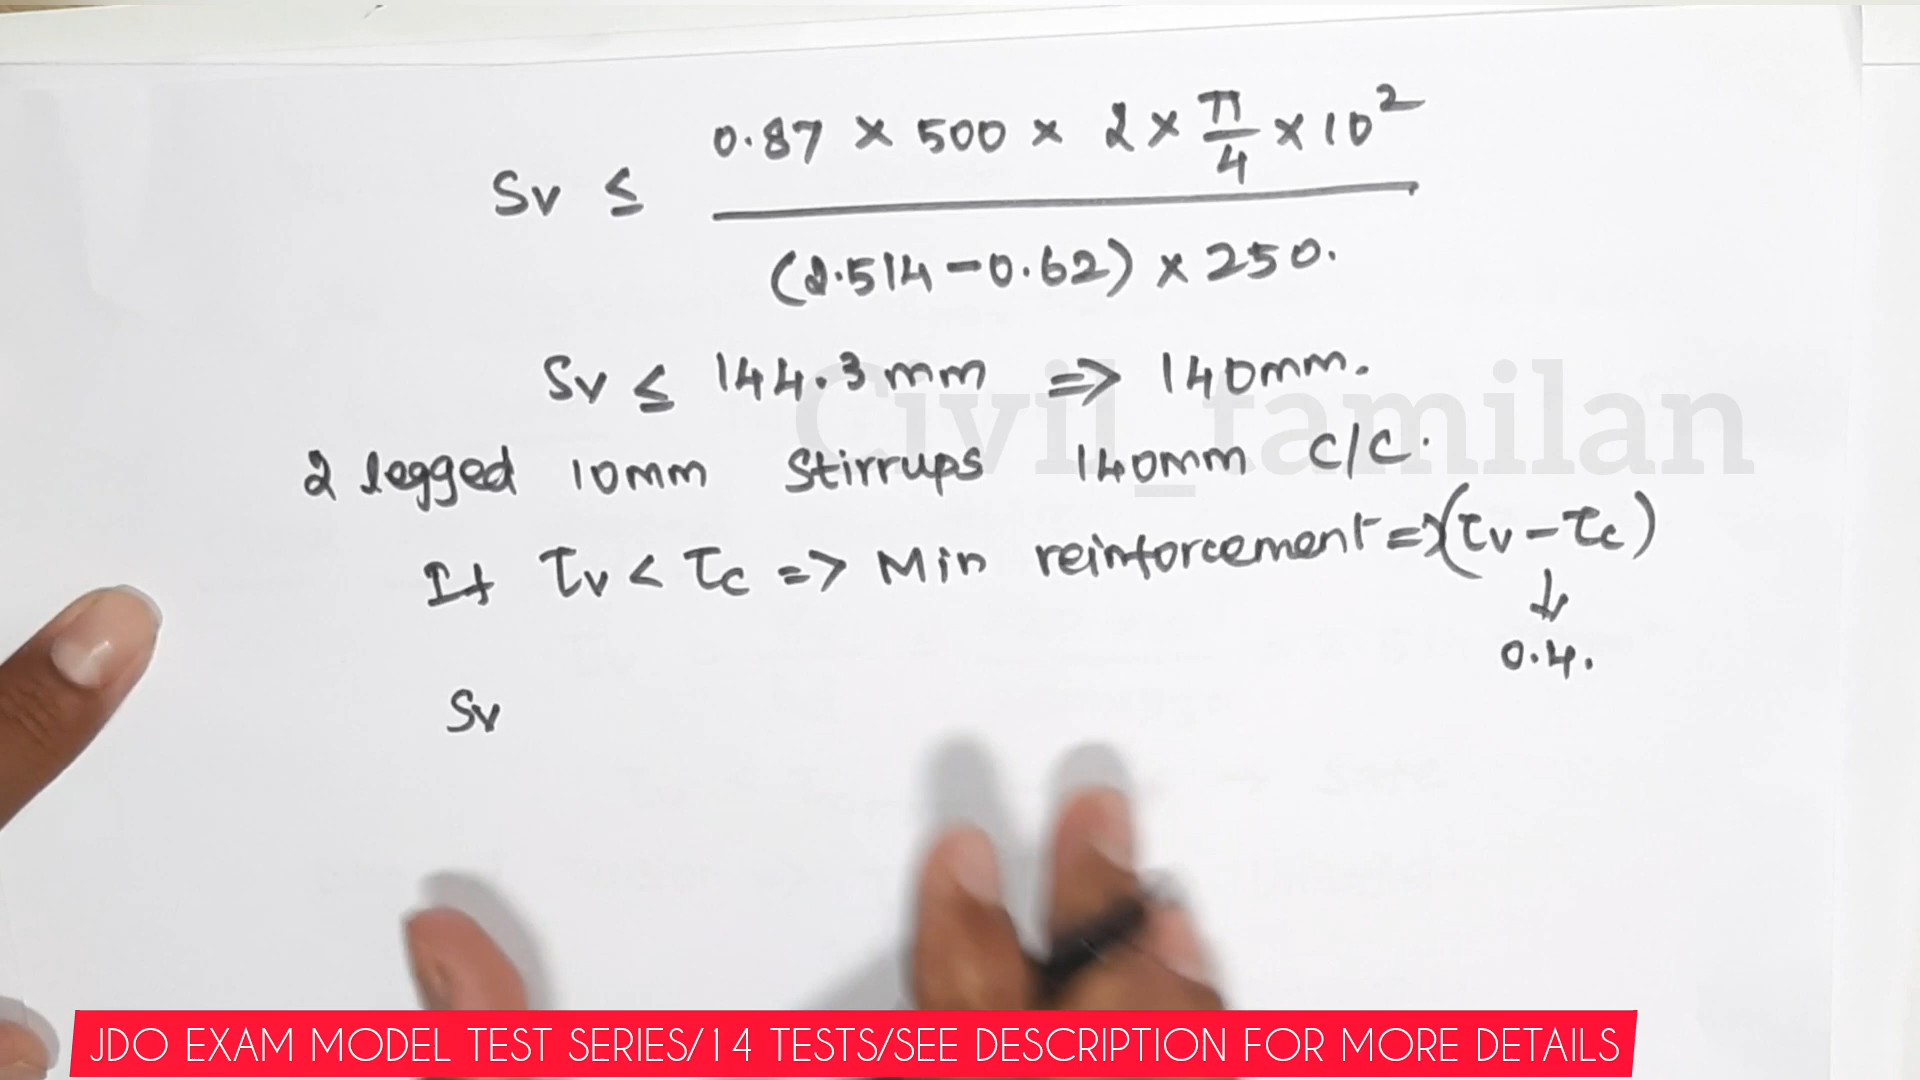 Sv ≤ 0.87 × 500 × 2 × π/4 × 10²
(2.514 - 0.62) × 250.
Sv ≤ 144.3 mm => 140mm.
Civil_tamilan
2 legged 10mm Stirrups 140mm c/c.
If τv < τc => Min reinforcement => (τv - τc)
↓
0.4.
Sv
JDO EXAM MODEL TEST SERIES/14 TESTS/SEE DESCRIPTION FOR MORE DETAILS